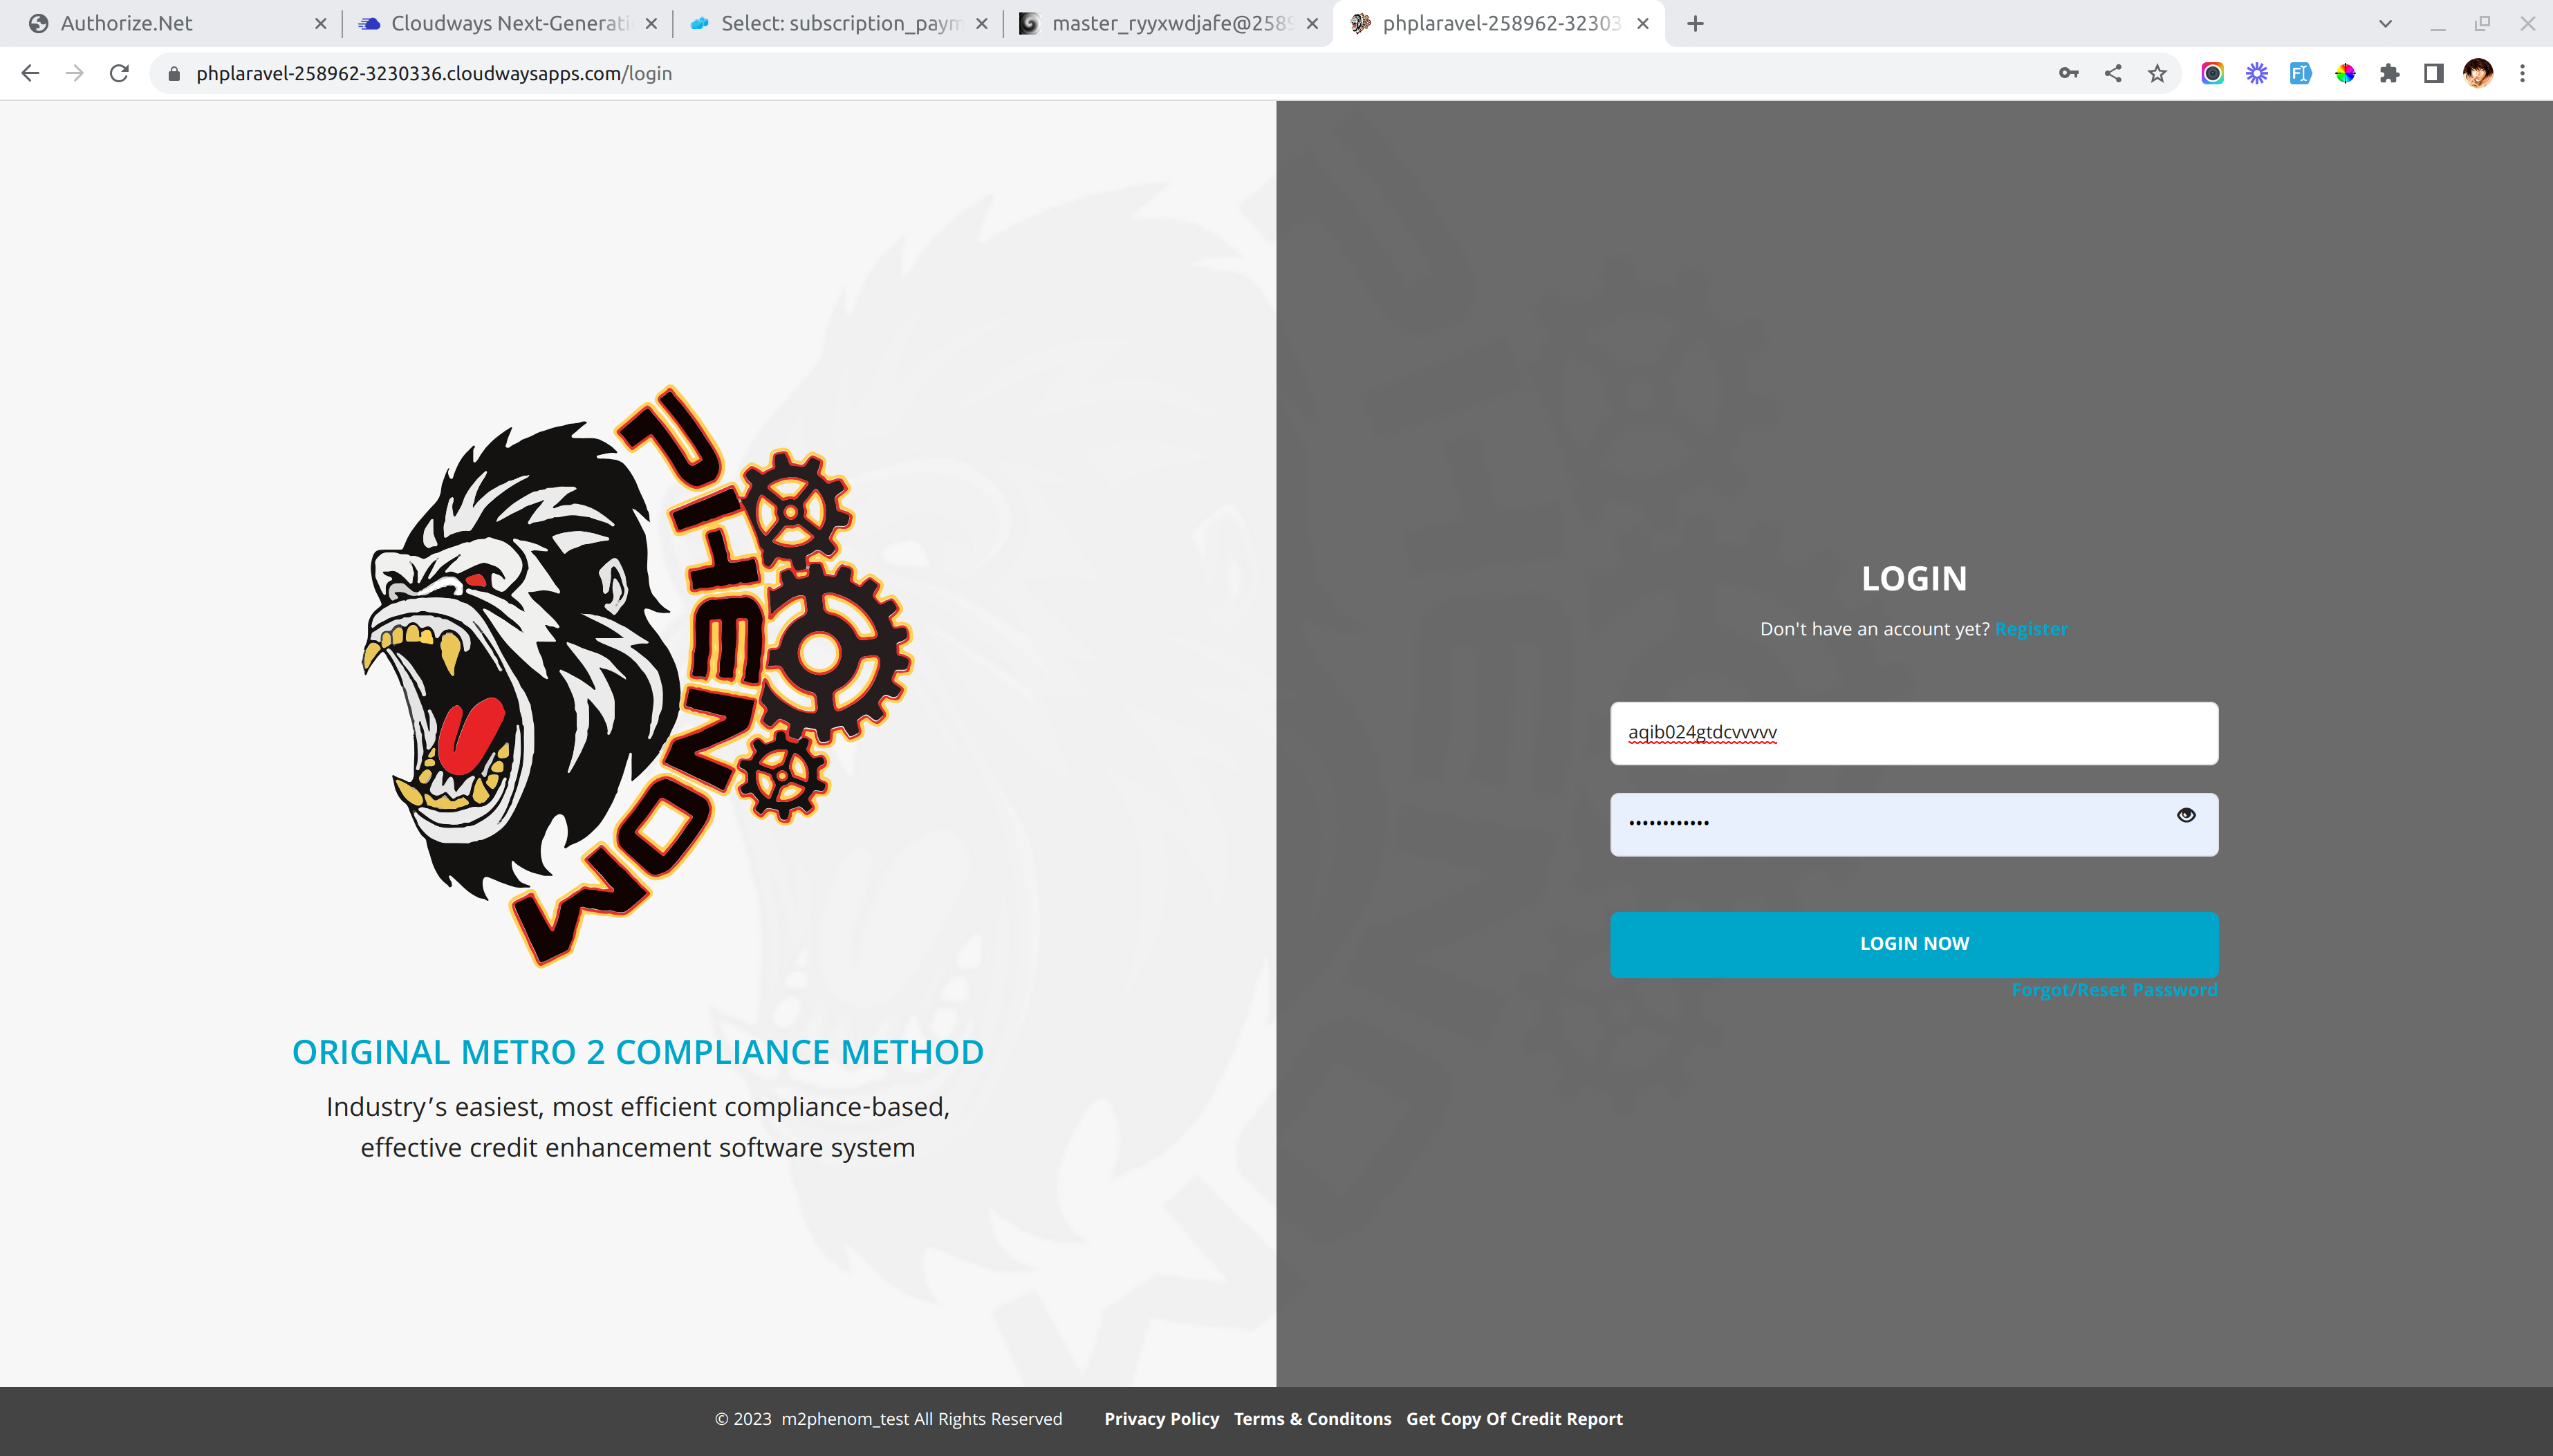 Authorize.Net
Cloudways Next-Generati
Select: subscription_paym
master_ryyxwdjafe@2589
phplaravel-258962-32303
phplaravel-258962-3230336.cloudwaysapps.com/login
PHENOM
ORIGINAL METRO 2 COMPLIANCE METHOD
Industry's easiest, most efficient compliance-based,
effective credit enhancement software system
LOGIN
Don't have an account yet? Register
aqib024gtdcvvvvv
••••••••••••
LOGIN NOW
Forgot/Reset Password
© 2023 m2phenom_test All Rights Reserved
Privacy Policy Terms & Conditons Get Copy Of Credit Report